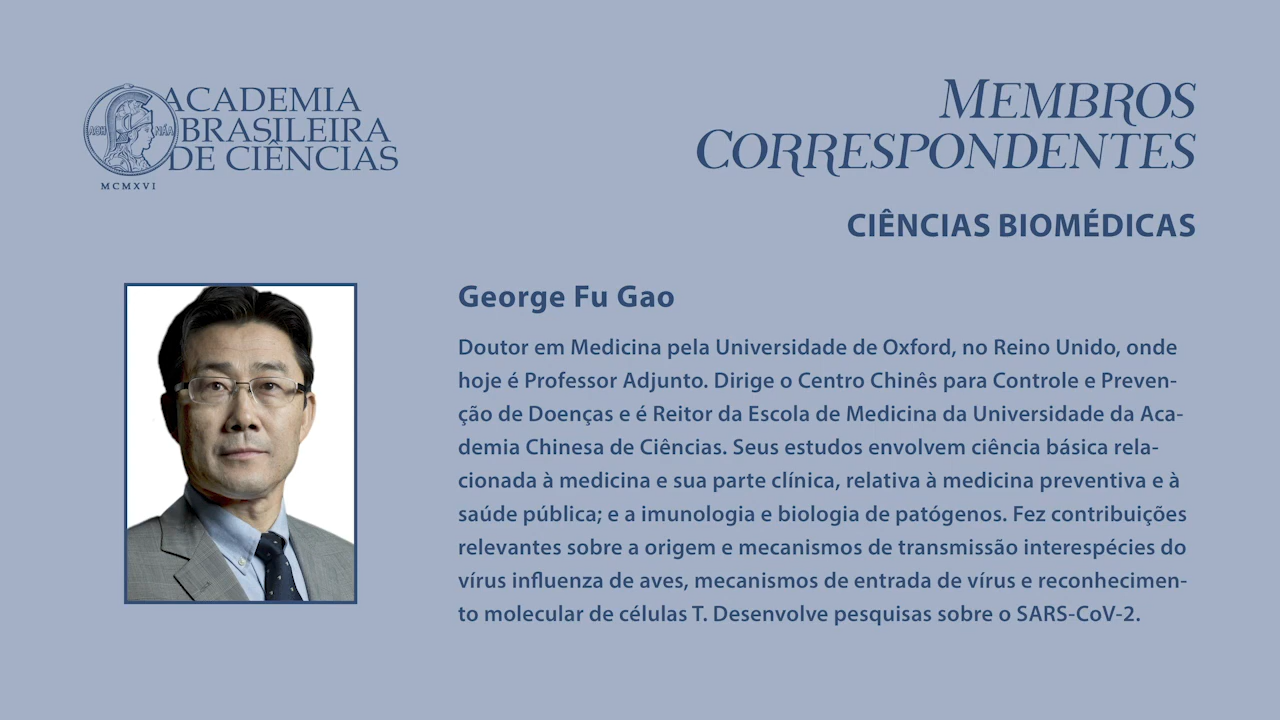 ACADEMIA
BRASILEIRA
DE CIÊNCIAS
MCMXVI
MEMBROS
CORRESPONDENTES
CIÊNCIAS BIOMÉDICAS
George Fu Gao
Doutor em Medicina pela Universidade de Oxford, no Reino Unido, onde
hoje é Professor Adjunto. Dirige o Centro Chinês para Controle e Preven-
ção de Doenças e é Reitor da Escola de Medicina da Universidade da Aca-
demia Chinesa de Ciências. Seus estudos envolvem ciência básica rela-
cionada à medicina e sua parte clínica, relativa à medicina preventiva e à
saúde pública; e a imunologia e biologia de patógenos. Fez contribuições
relevantes sobre a origem e mecanismos de transmissão interespécies do
vírus influenza de aves, mecanismos de entrada de vírus e reconhecimen-
to molecular de células T. Desenvolve pesquisas sobre o SARS-CoV-2.